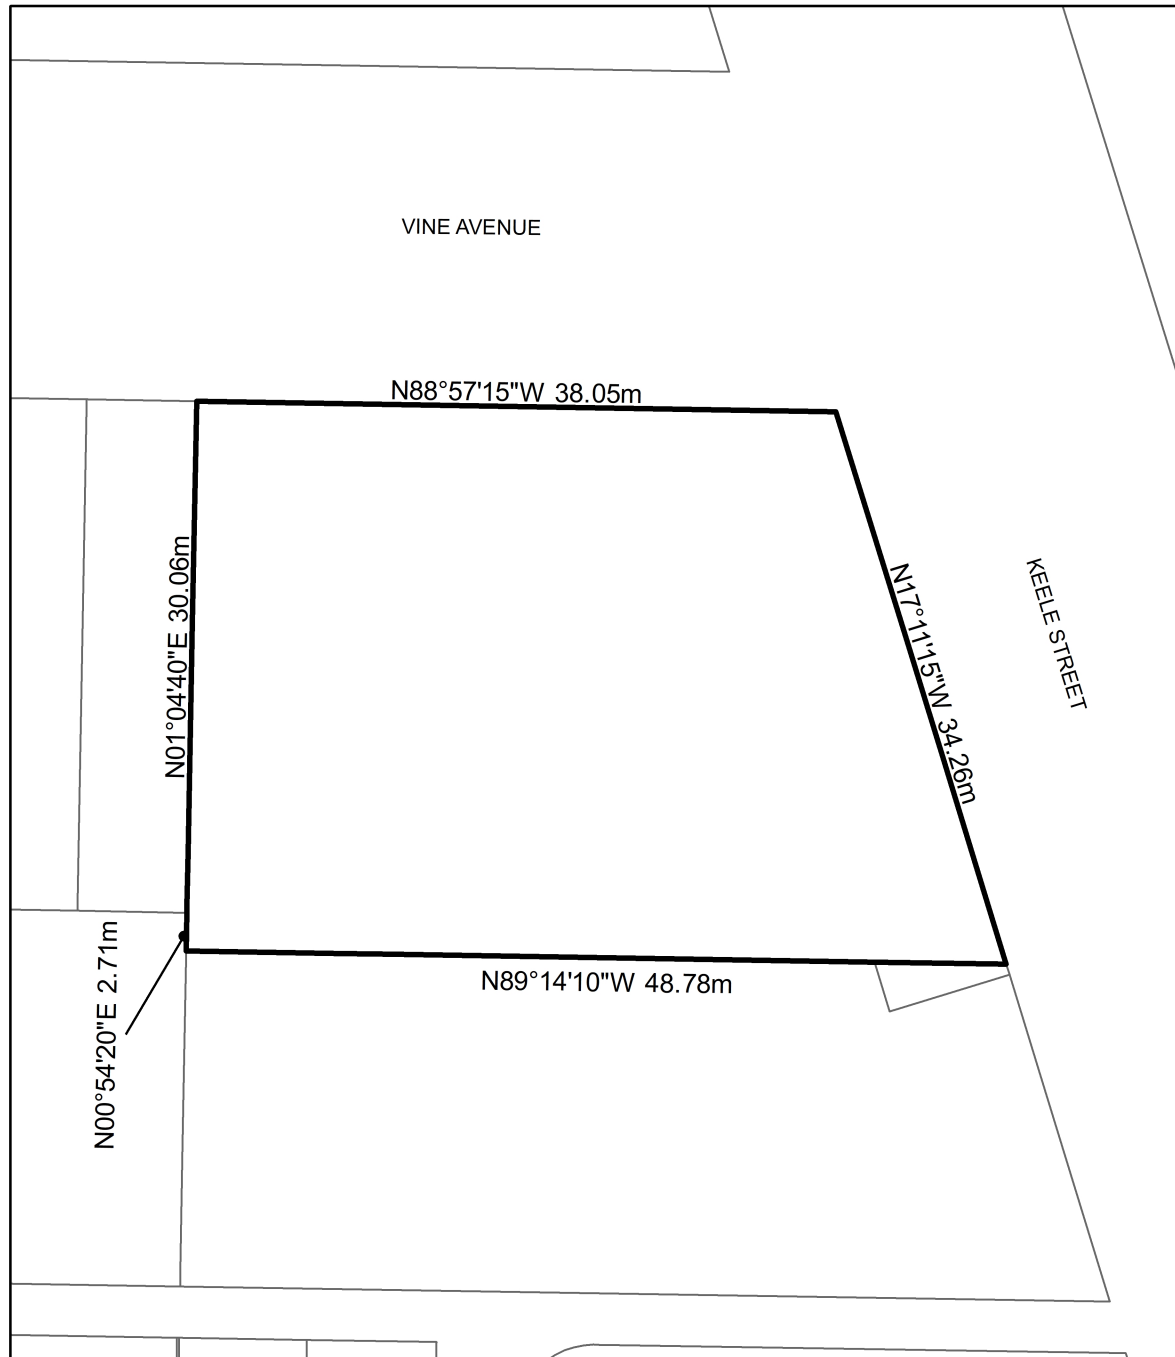 VINE AVENUE
N88°57'15"W 38.05m
N01°04'40"E 30.06m
N17°11'15"W 34.26m
KEELE STREET
N00°54'20"E 2.71m
N89°14'10"W 48.78m